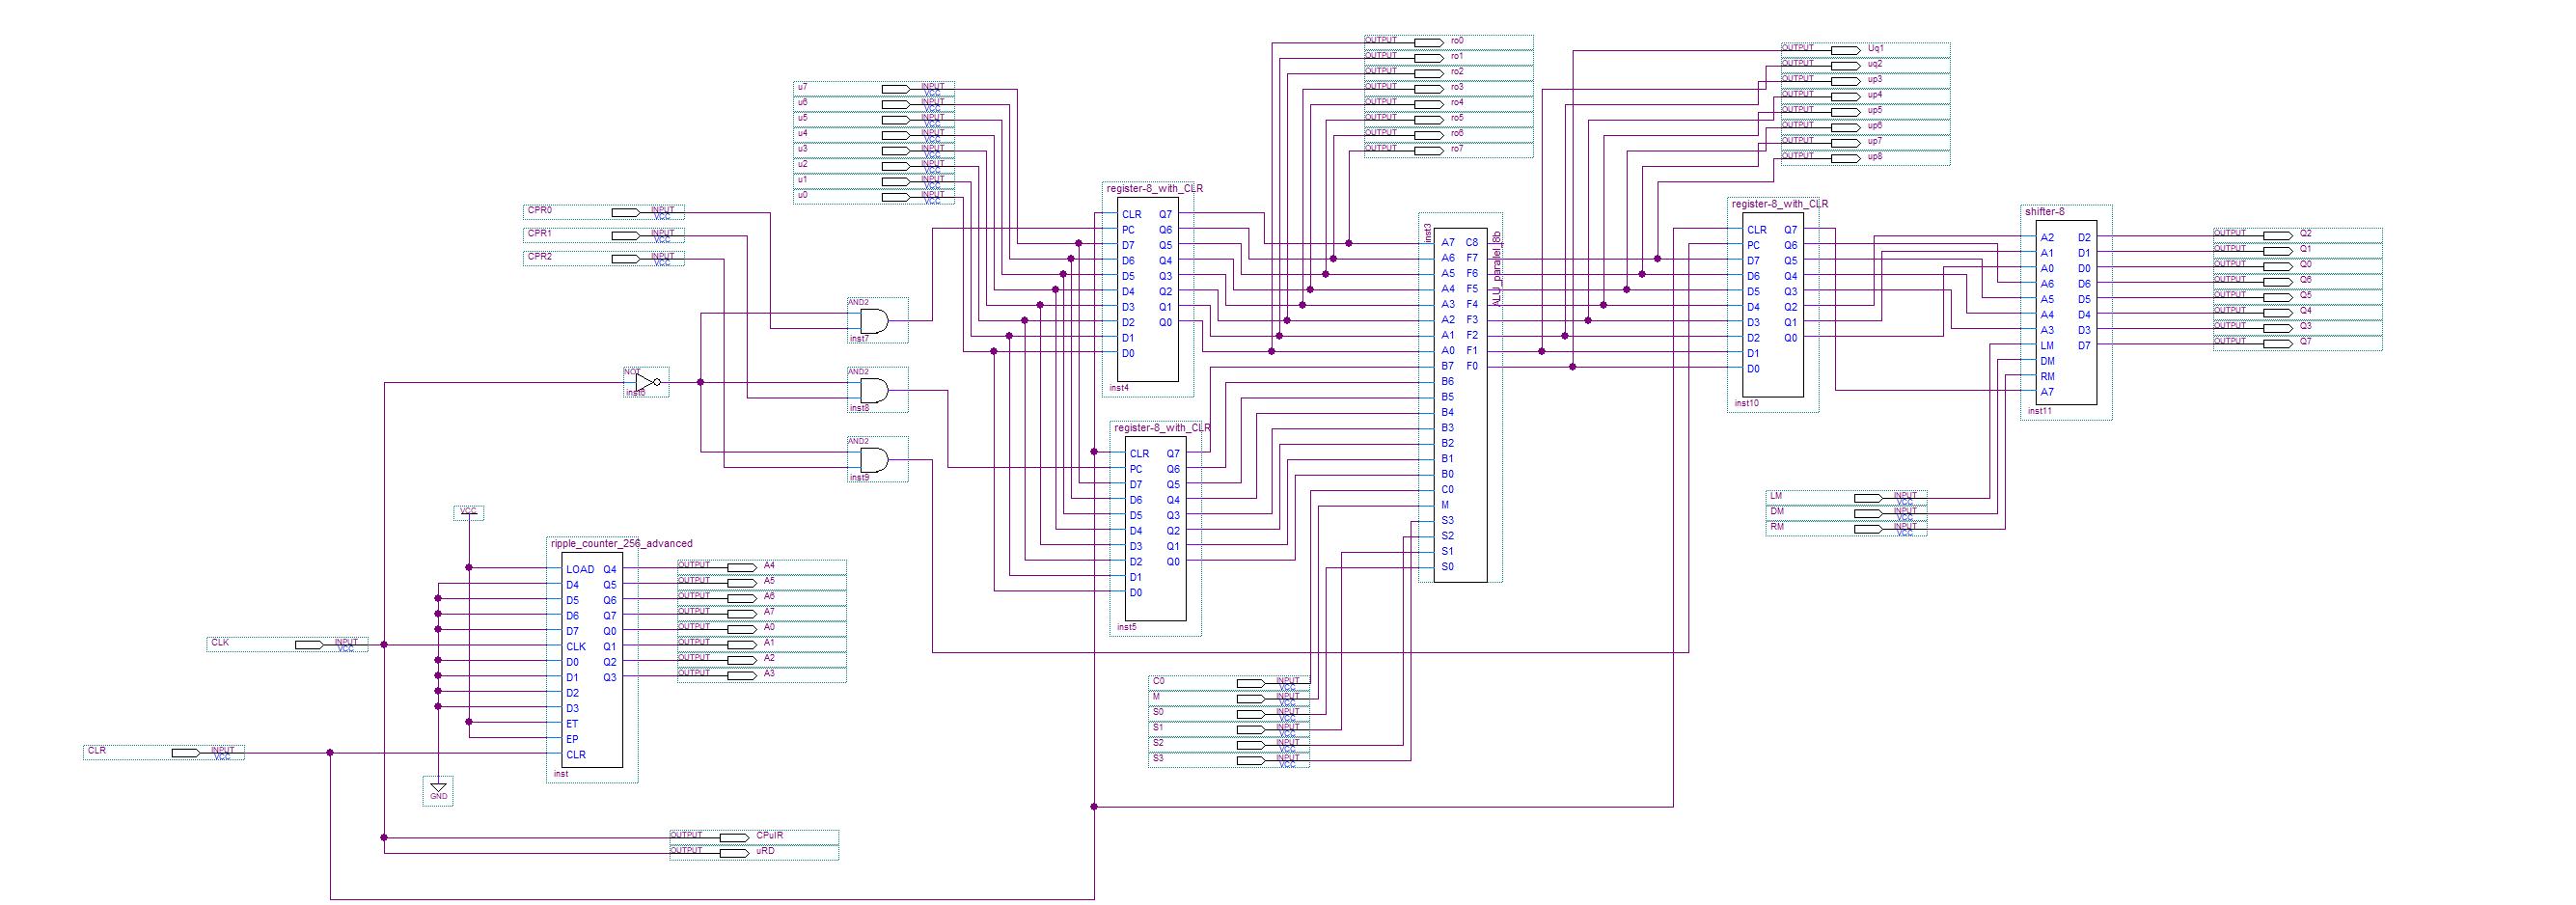 OUTPUT ro0
OUTPUT ro1
OUTPUT ro2
OUTPUT ro3
OUTPUT ro4
OUTPUT ro5
OUTPUT ro6
OUTPUT ro7
OUTPUT Uq1
OUTPUT uq2
OUTPUT up3
OUTPUT up4
OUTPUT up5
OUTPUT up6
OUTPUT up7
OUTPUT up8
u7 INPUT VCC
u6 INPUT VCC
u5 INPUT VCC
u4 INPUT VCC
u3 INPUT VCC
u2 INPUT VCC
u1 INPUT VCC
u0 INPUT VCC
CPR0 INPUT VCC
CPR1 INPUT VCC
CPR2 INPUT VCC
AND2
inst7
AND2
inst8
AND2
inst9
NOT
inst6
register-8_with_CLR
CLR Q7
PC Q6
D7 Q5
D6 Q4
D5 Q3
D4 Q2
D3 Q1
D2 Q0
D1
D0
inst4
register-8_with_CLR
CLR Q7
PC Q6
D7 Q5
D6 Q4
D5 Q3
D4 Q2
D3 Q1
D2 Q0
D1
D0
inst5
inst3
ALU_parallel_8b
A7 C8
A6 F7
A5 F6
A4 F5
A3 F4
A2 F3
A1 F2
A0 F1
B7 F0
B6
B5
B4
B3
B2
B1
B0
C0
M
S3
S2
S1
S0
register-8_with_CLR
CLR Q7
PC Q6
D7 Q5
D6 Q4
D5 Q3
D4 Q2
D3 Q1
D2 Q0
D1
D0
inst10
shifter-8
A2 D2
A1 D1
A0 D0
A6 D6
A5 D5
A4 D4
A3 D3
LM D7
DM
RM
A7
inst11
OUTPUT Q2
OUTPUT Q1
OUTPUT Q0
OUTPUT Q6
OUTPUT Q5
OUTPUT Q4
OUTPUT Q3
OUTPUT Q7
LM INPUT VCC
DM INPUT VCC
RM INPUT VCC
VCC
ripple_counter_256_advanced
LOAD Q4
D4 Q5
D5 Q6
D6 Q7
D7 Q0
CLK Q1
D0 Q2
D1 Q3
D2
D3
ET
EP
CLR
inst
OUTPUT A4
OUTPUT A5
OUTPUT A6
OUTPUT A7
OUTPUT A0
OUTPUT A1
OUTPUT A2
OUTPUT A3
CLK INPUT VCC
CLR INPUT VCC
GND
C0 INPUT VCC
M INPUT VCC
S0 INPUT VCC
S1 INPUT VCC
S2 INPUT VCC
S3 INPUT VCC
OUTPUT CPuIR
OUTPUT uRD